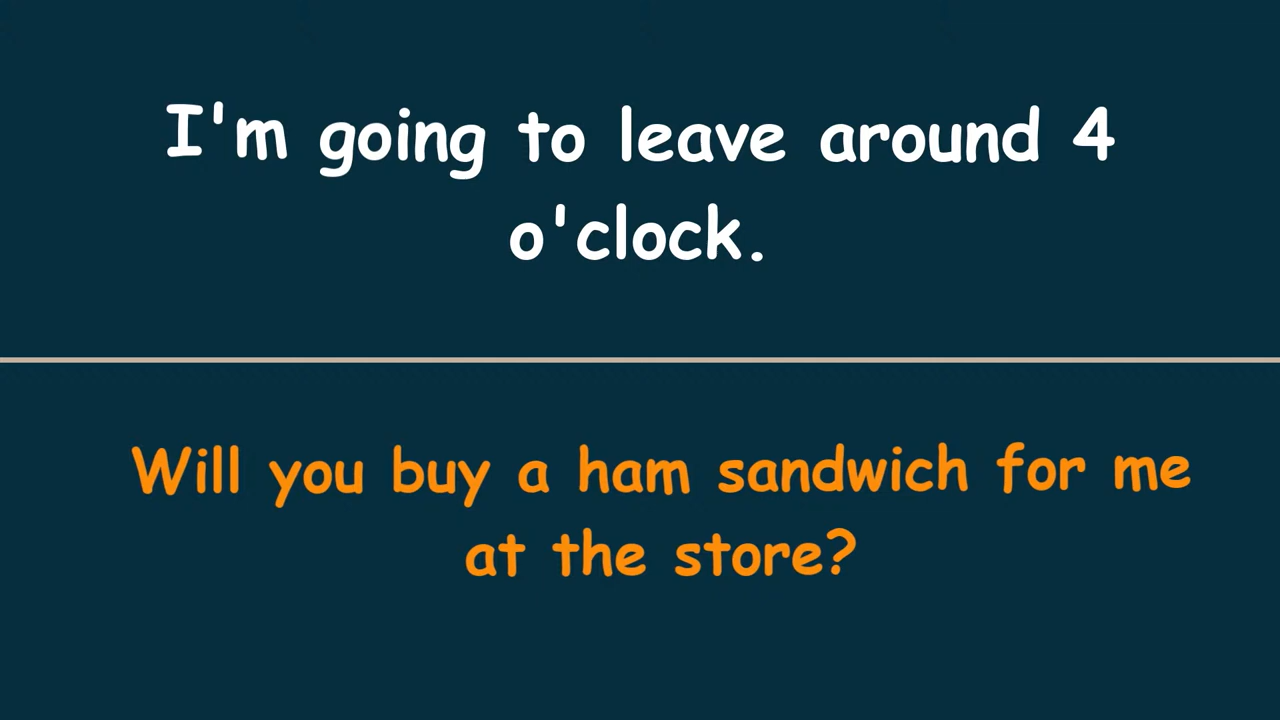 I'm going to leave around 4
o'clock.
Will you buy a ham sandwich for me
at the store?